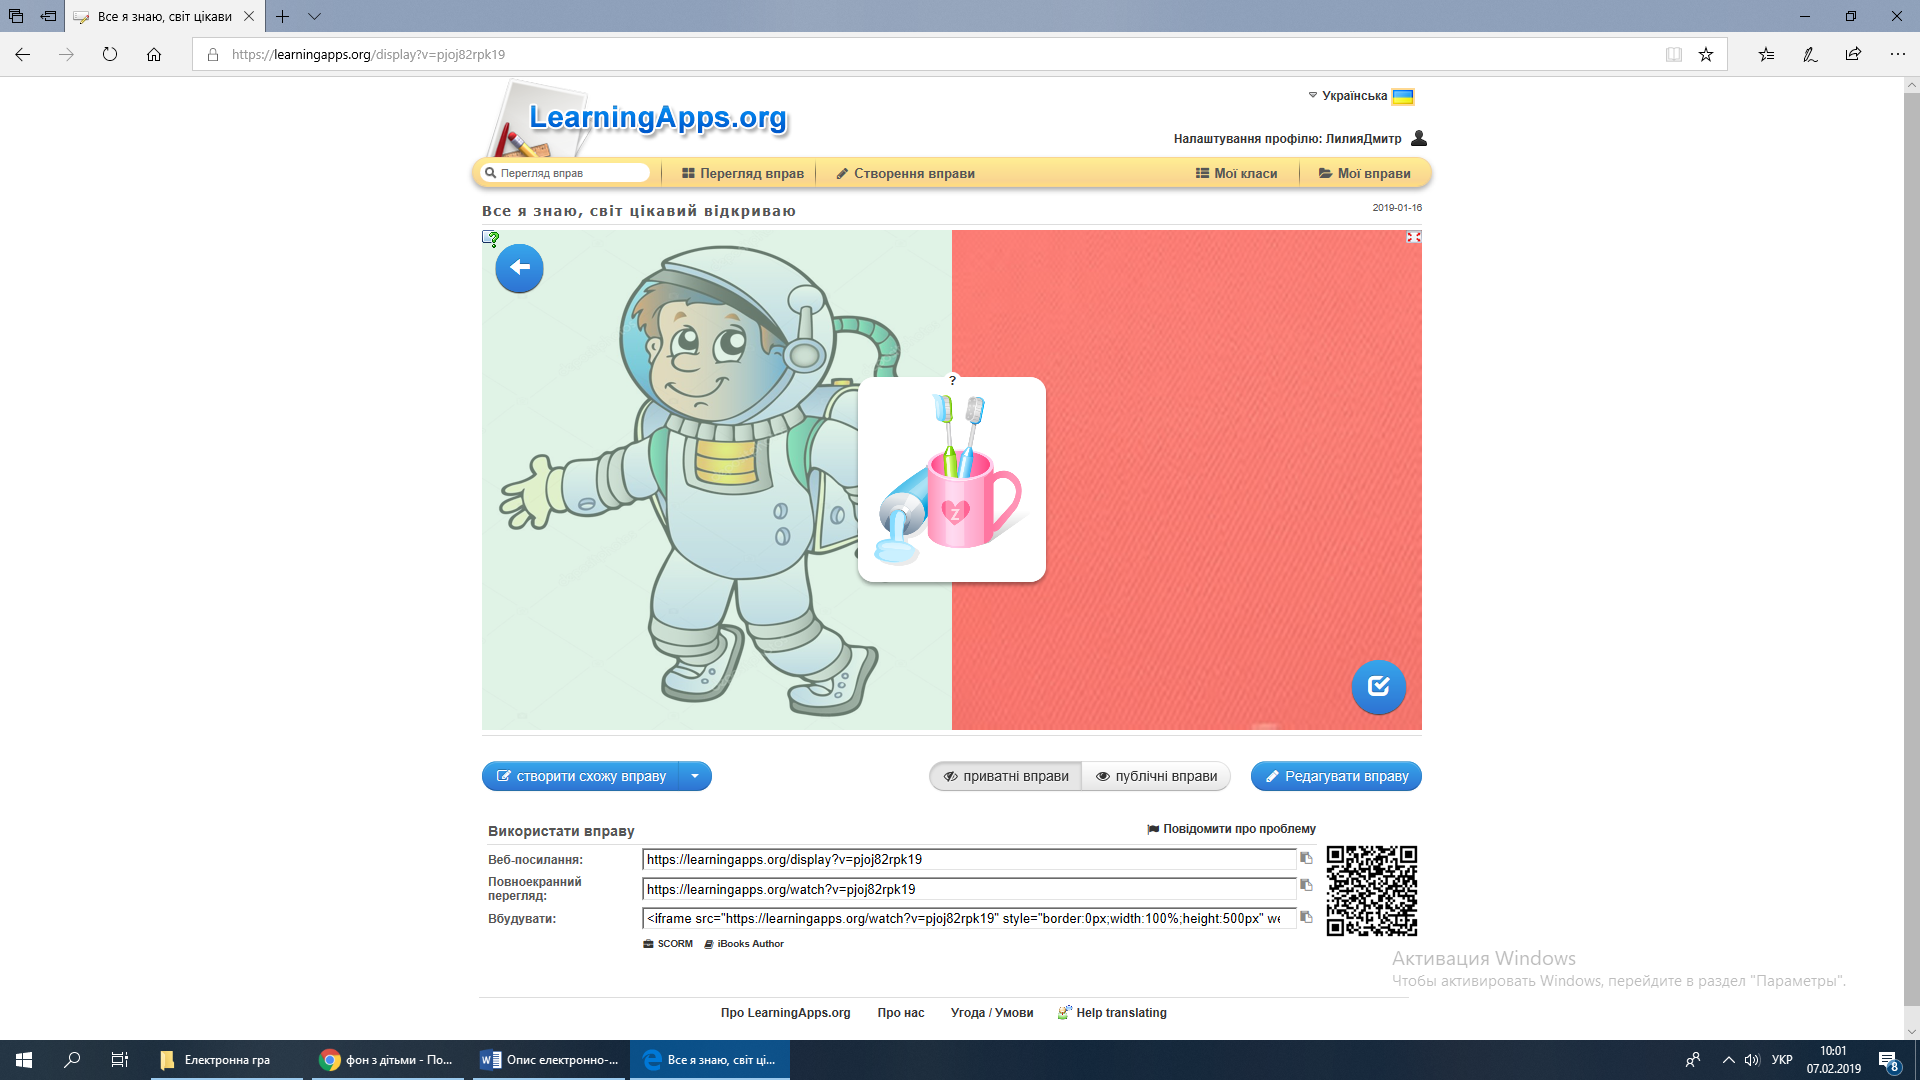 Все я знаю, світ цікави
https://learningapps.org/display?v=pjoj82rpk19
LearningApps.org
Українська
Налаштування профілю: ЛилияДмитр
Перегляд вправ
Перегляд вправ
Створення вправи
Мої класи
Мої вправи
Все я знаю, світ цікавий відкриваю
2019-01-16
?
Z
створити схожу вправу
приватні вправи
публічні вправи
Редагувати вправу
Використати вправу
Повідомити про проблему
Веб-посилання:
https://learningapps.org/display?v=pjoj82rpk19
Повноекранний
перегляд:
https://learningapps.org/watch?v=pjoj82rpk19
Вбудувати:
<iframe src="https://learningapps.org/watch?v=pjoj82rpk19" style="border:0px;width:100%;height:500px" we
SCORM
iBooks Author
Активация Windows
Чтобы активировать Windows, перейдите в раздел "Параметры".
Про LearningApps.org
Про нас
Угода / Умови
Help translating
Електронна гра
фон з дітьми - По...
Опис електронно-...
Все я знаю, світ ці...
УКР
10:01
07.02.2019
8